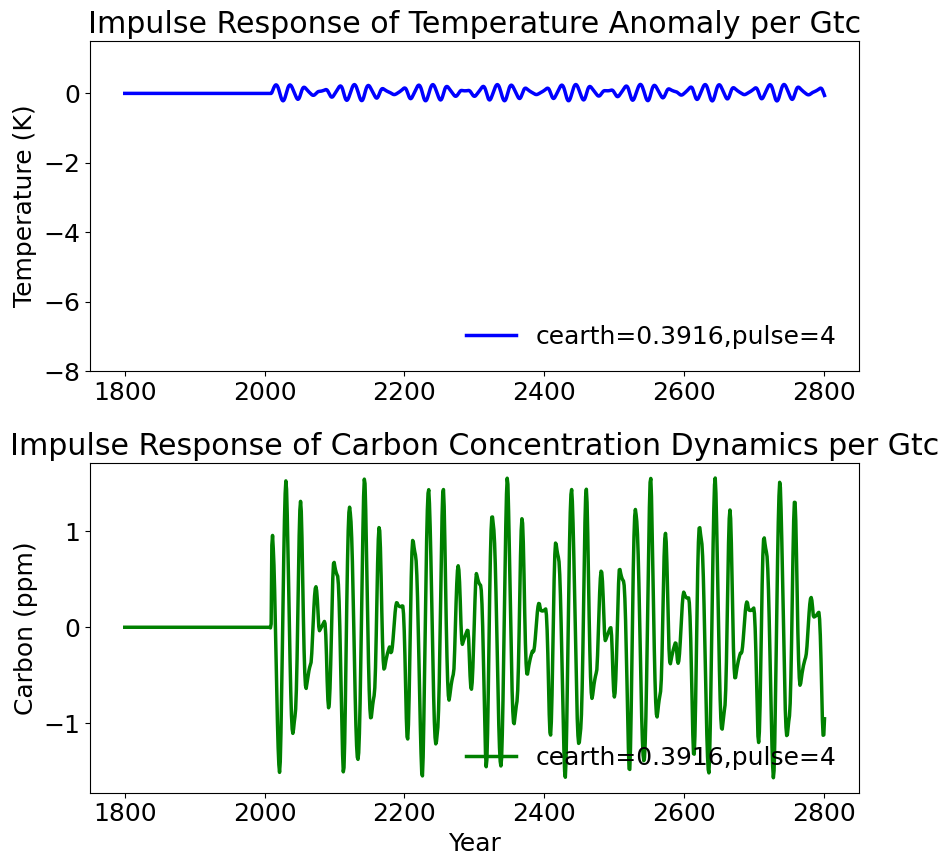 Impulse Response of Temperature Anomaly per Gtc
Temperature (K)
0
−2
−4
−6
−8
cearth=0.3916,pulse=4
1800 2000 2200 2400 2600 2800
Impulse Response of Carbon Concentration Dynamics per Gtc
Carbon (ppm)
1
0
−1
cearth=0.3916,pulse=4
1800 2000 2200 2400 2600 2800
Year